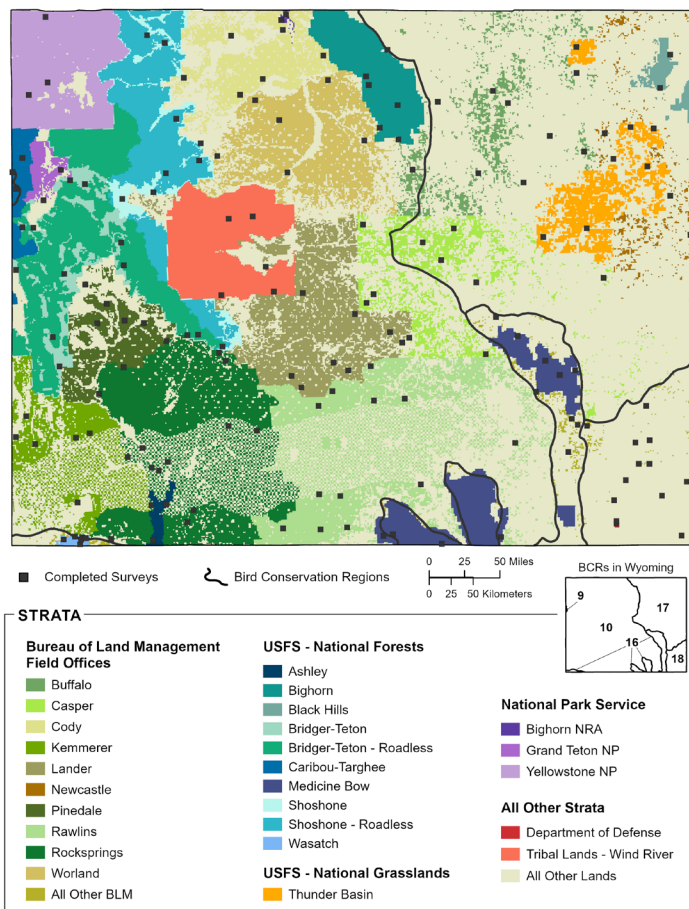 Completed Surveys
Bird Conservation Regions
0 25 50 Miles
0 25 50 Kilometers
BCRs in Wyoming
9
17
10
16
18
STRATA
Bureau of Land Management
Field Offices
Buffalo
Casper
Cody
Kemmerer
Lander
Newcastle
Pinedale
Rawlins
Rocksprings
Worland
All Other BLM
USFS - National Forests
Ashley
Bighorn
Black Hills
Bridger-Teton
Bridger-Teton - Roadless
Caribou-Targhee
Medicine Bow
Shoshone
Shoshone - Roadless
Wasatch
USFS - National Grasslands
Thunder Basin
National Park Service
Bighorn NRA
Grand Teton NP
Yellowstone NP
All Other Strata
Department of Defense
Tribal Lands - Wind River
All Other Lands